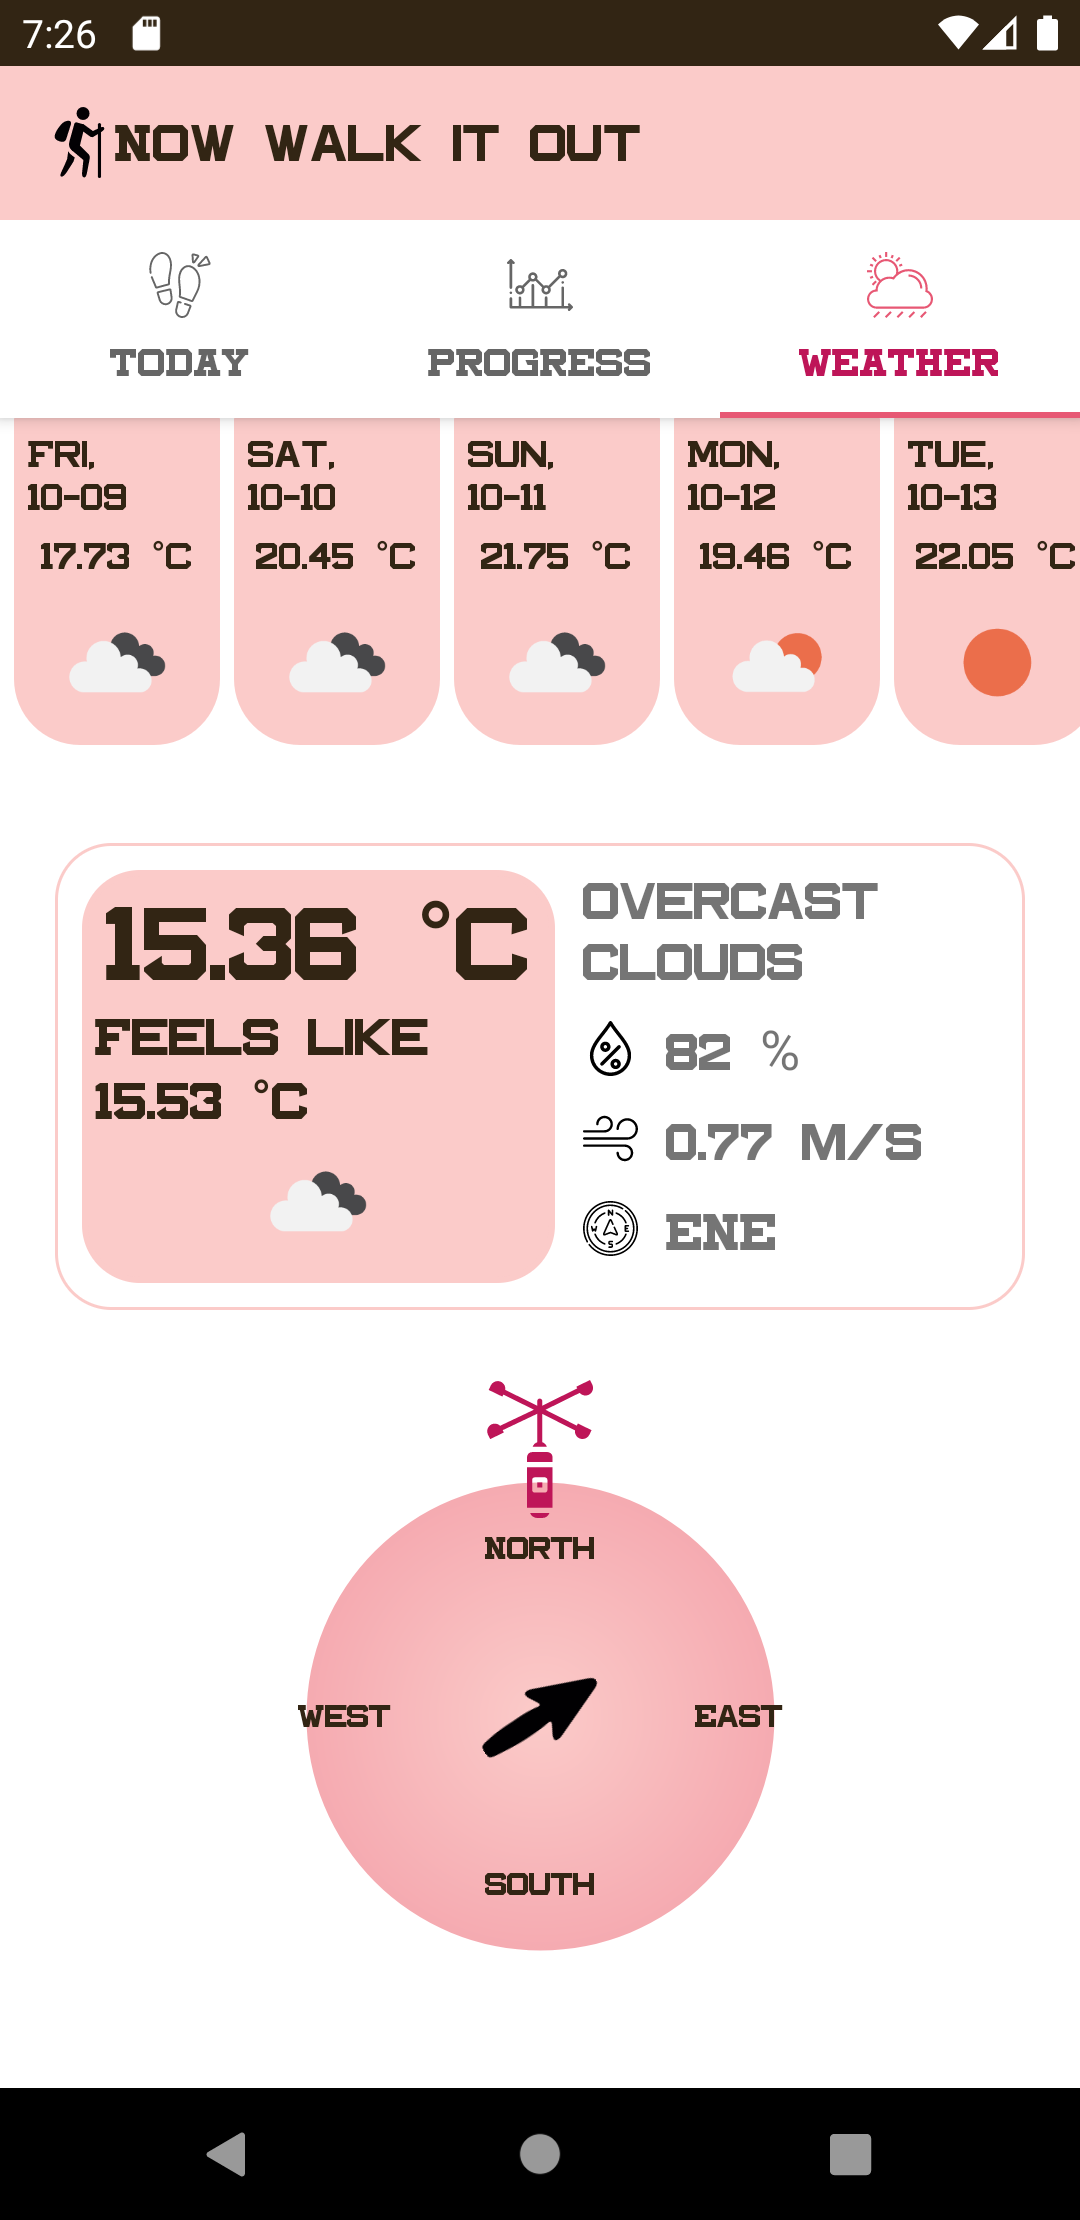 7:26
NOW WALK IT OUT
TODAY PROGRESS WEATHER
FRI, SAT, SUN, MON, TUE,
10-09 10-10 10-11 10-12 10-13
17.73 °C 20.45 °C 21.75 °C 19.46 °C 22.05 °C
15.36 °C
FEELS LIKE
15.53 °C
OVERCAST
CLOUDS
82 %
0.77 M/S
N
W E
S
ENE
NORTH
WEST EAST
SOUTH